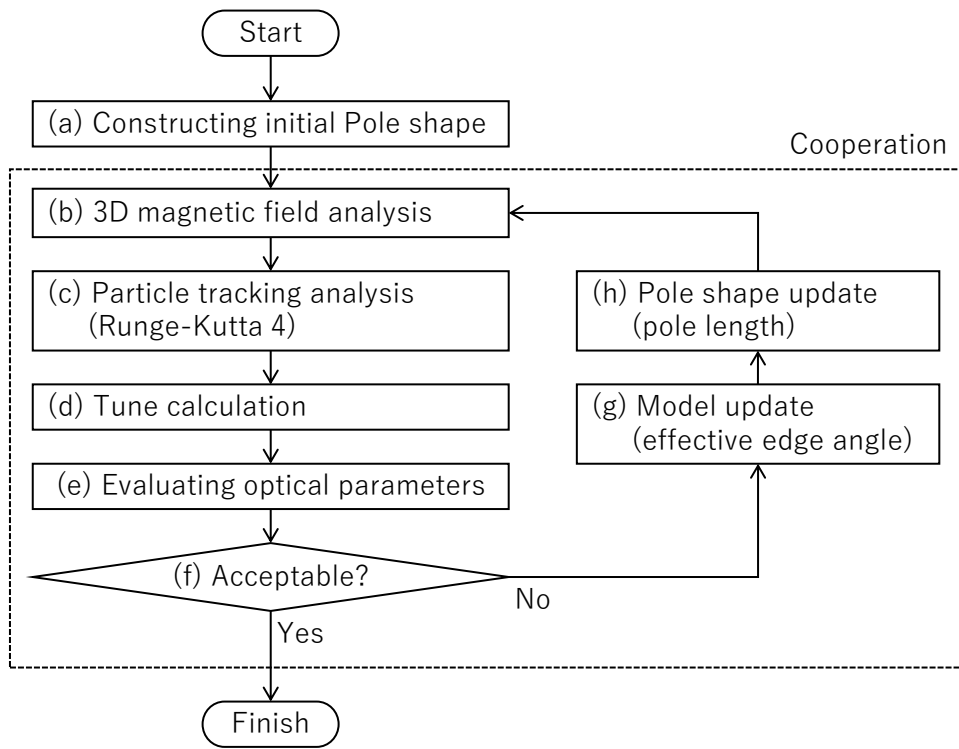 Start
(a) Constructing initial Pole shape
Cooperation
(b) 3D magnetic field analysis
(c) Particle tracking analysis
(Runge-Kutta 4)
(d) Tune calculation
(e) Evaluating optical parameters
(f) Acceptable?
No
(g) Model update
(effective edge angle)
(h) Pole shape update
(pole length)
Yes
Finish